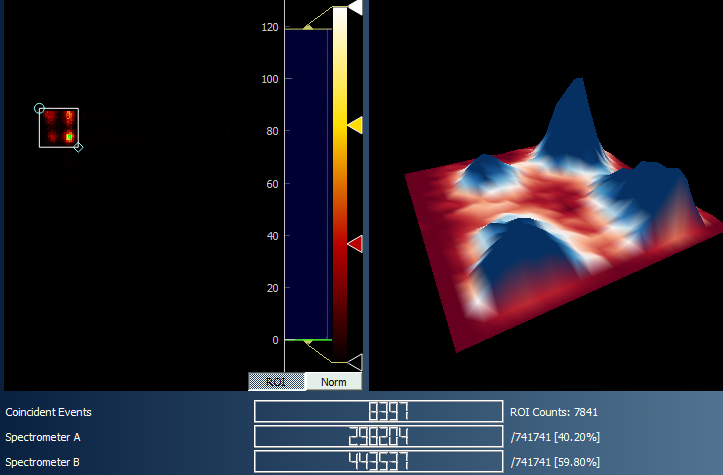 120
100
80
60
40
20
0
ROI Norm
Coincident Events 8397 ROI Counts: 7841
Spectrometer A 298204 /741741 [40.20%]
Spectrometer B 443537 /741741 [59.80%]